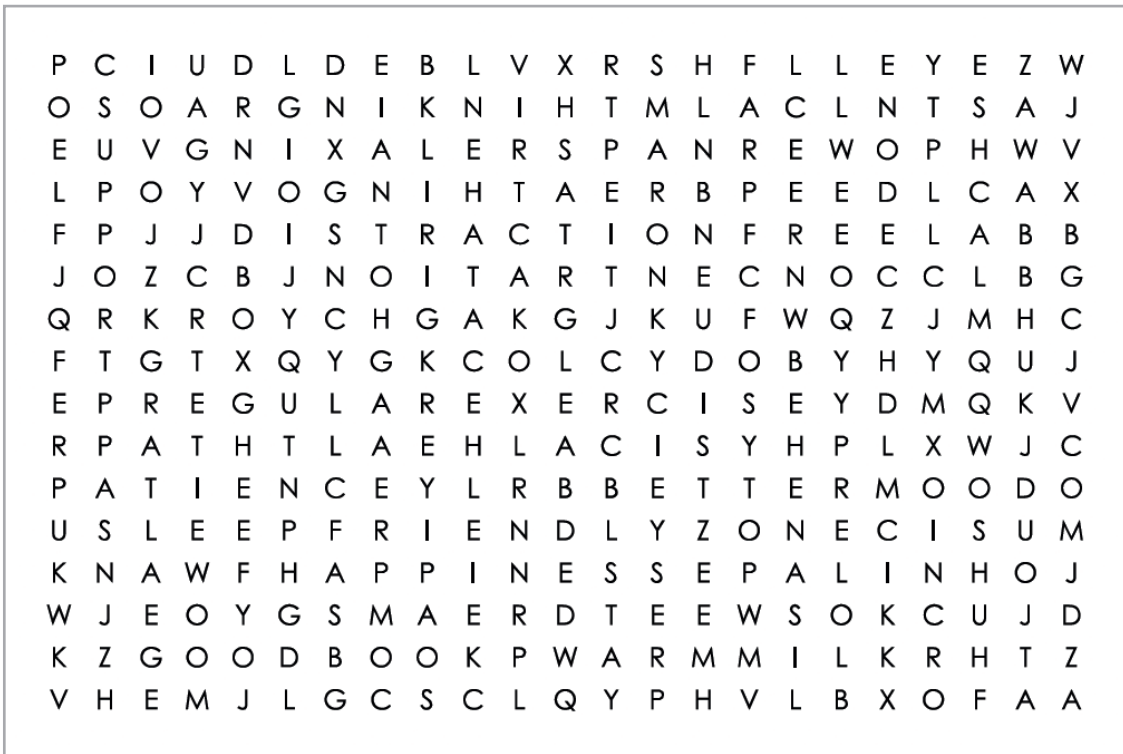 P C I U D L D E B L V X R S H F L L E Y E Z W
O S O A R G N I K N I H T M L A C L N T S A J
E U V G N I X A L E R S P A N R E W O P H W V
L P O Y V O G N I H T A E R B P E E D L C A X
F P J J D I S T R A C T I O N F R E E L A B B
J O Z C B J N O I T A R T N E C N O C C L B G
Q R K R O Y C H G A K G J K U F W Q Z J M H C
F T G T X Q Y G K C O L C Y D O B Y H Y Q U J
E P R E G U L A R E X E R C I S E Y D M Q K V
R P A T H T L A E H L A C I S Y H P L X W J C
P A T I E N C E Y L R B B E T T E R M O O D O
U S L E E P F R I E N D L Y Z O N E C I S U M
K N A W F H A P P I N E S S E P A L I N H O J
W J E O Y G S M A E R D T E E W S O K C U J D
K Z G O O D B O O K P W A R M M I L K R H T Z
V H E M J L G C S C L Q Y P H V L B X O F A A